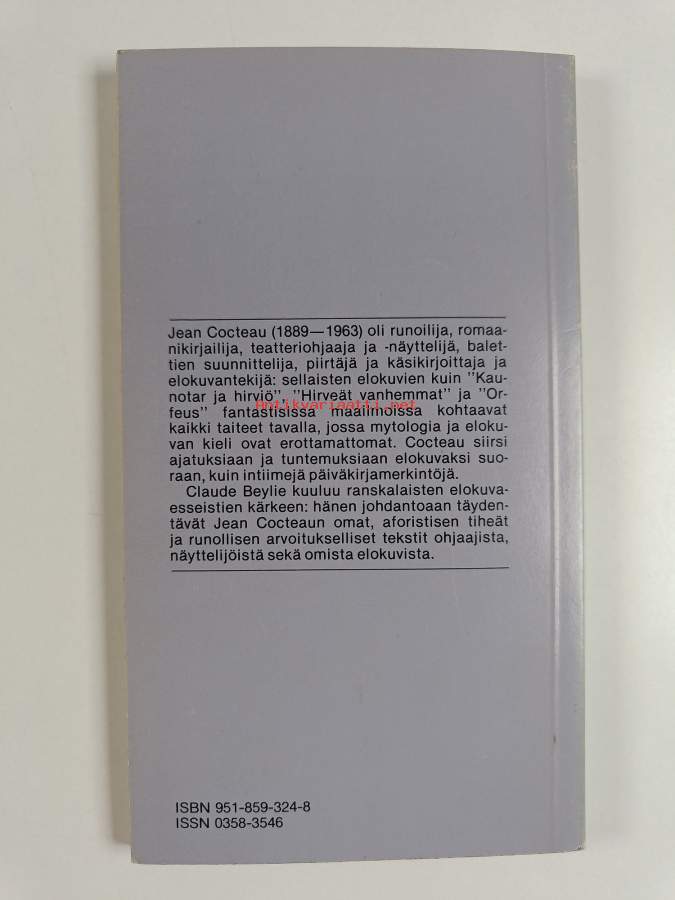 Jean Cocteau (1889—1963) oli runoilija, romaa-
nikirjailija, teatteriohjaaja ja -näyttelijä, balet-
tien suunnittelija, piirtäjä ja käsikirjoittaja ja
elokuvantekijä: sellaisten elokuvien kuin "Kau-
notar ja hirviö", "Hirveät vanhemmat" ja "Or-
Antikvariaatti.net
feus" fantastisissa maailmoissa kohtaavat
kaikki taiteet tavalla, jossa mytologia ja eloku-
van kieli ovat erottamattomat. Cocteau siirsi
ajatuksiaan ja tuntemuksiaan elokuvaksi suo-
raan, kuin intiimejä päiväkirjamerkintöjä.
Claude Beylie kuuluu ranskalaisten elokuva-
esseistien kärkeen: hänen johdantoaan täyden-
tävät Jean Cocteaun omat, aforistisen tiheät
ja runollisen arvoitukselliset tekstit ohjaajista,
näyttelijöistä sekä omista elokuvista.
ISBN 951-859-324-8
ISSN 0358-3546